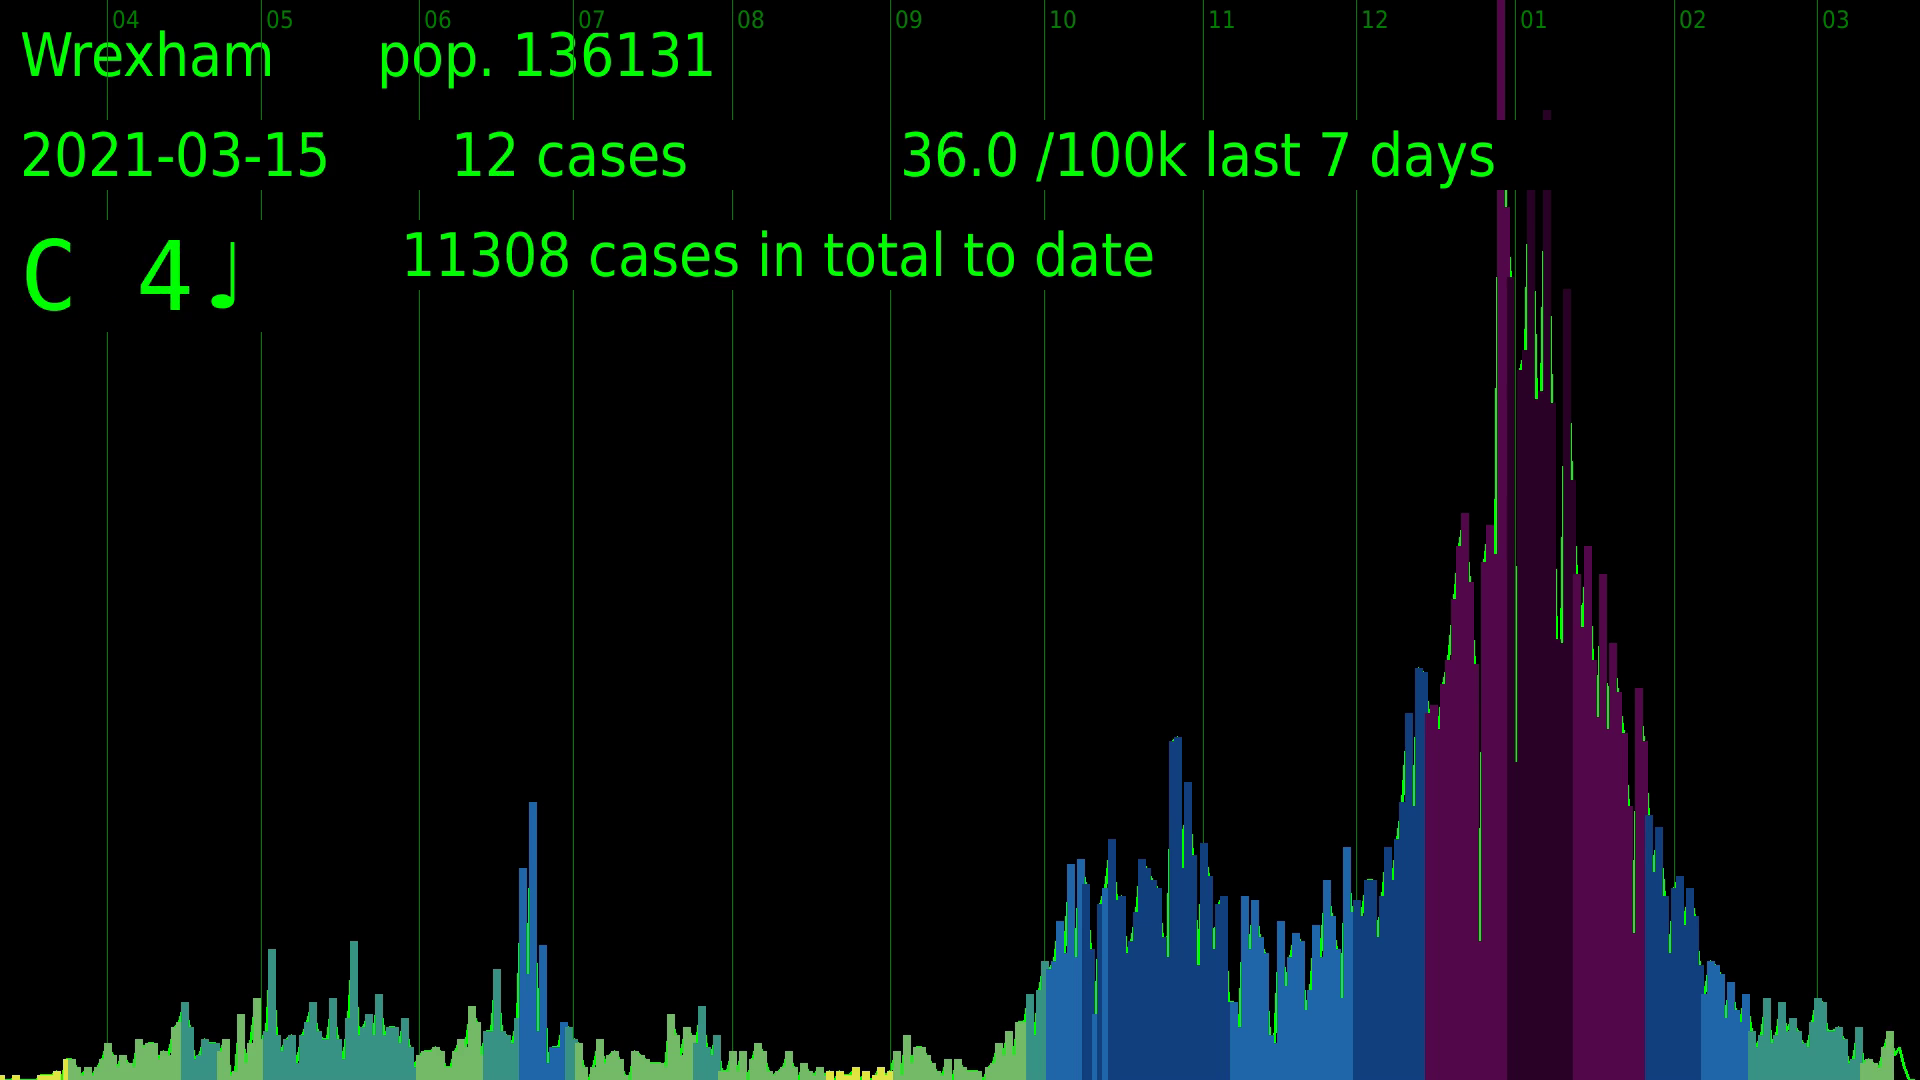 04 05 06 07 08 09 10 11 12 01 02 03
Wrexham pop. 136131
2021-03-15 12 cases 36.0 /100k last 7 days
C 4♩ 11308 cases in total to date